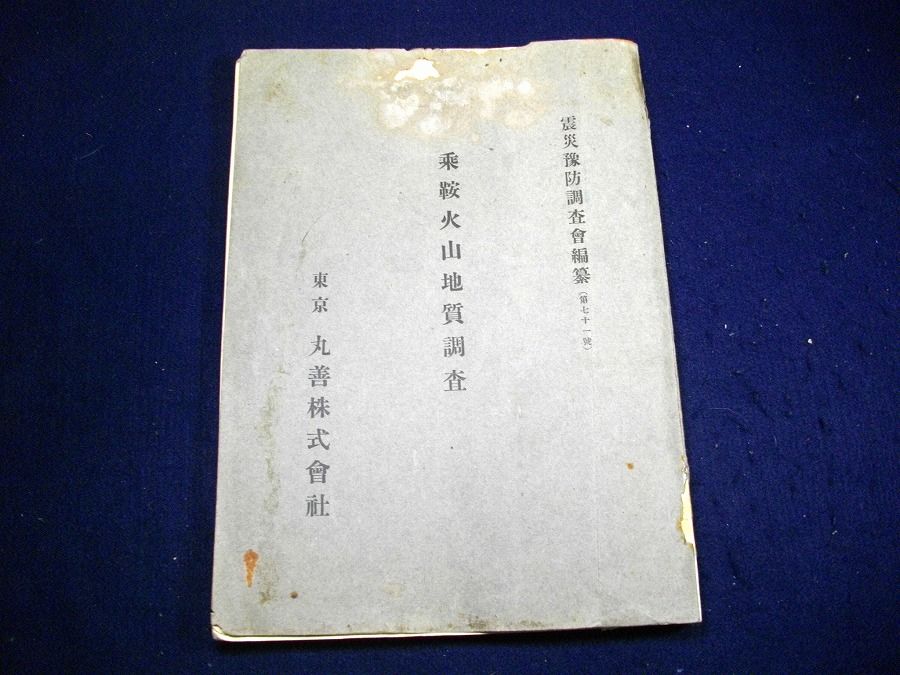 震災豫防調査會編纂（第七十一號）
乘鞍火山地質調査
東京 丸善株式會社